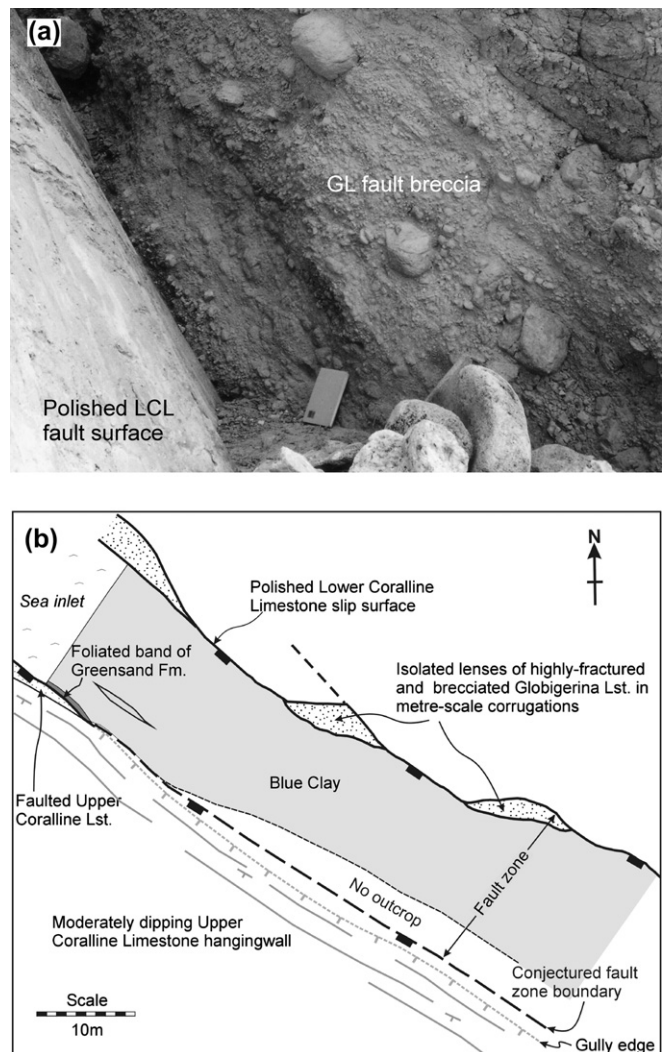 (a)
GL fault breccia
Polished LCL
fault surface
(b)
N
Sea inlet
Polished Lower Coralline
Limestone slip surface
Foliated band of
Greensand Fm.
Isolated lenses of highly-fractured
and brecciated Globigerina Lst. in
metre-scale corrugations
Blue Clay
Faulted Upper
Coralline Lst.
Fault zone
No outcrop
Moderately dipping Upper
Coralline Limestone hangingwall
Conjectured fault
zone boundary
Scale
10m
Gully edge